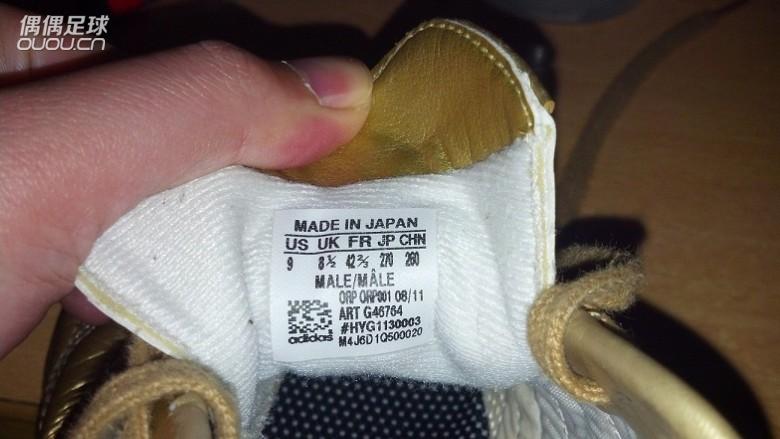 偶偶足球
OUOU.CN
MADE IN JAPAN
US UK FR JP CHN
9 8½ 42⅔ 270 260
MALE/MÂLE
ORP ORP001 08/11
ART G46764
#HYG1130003
adidas M4J6D1Q500020